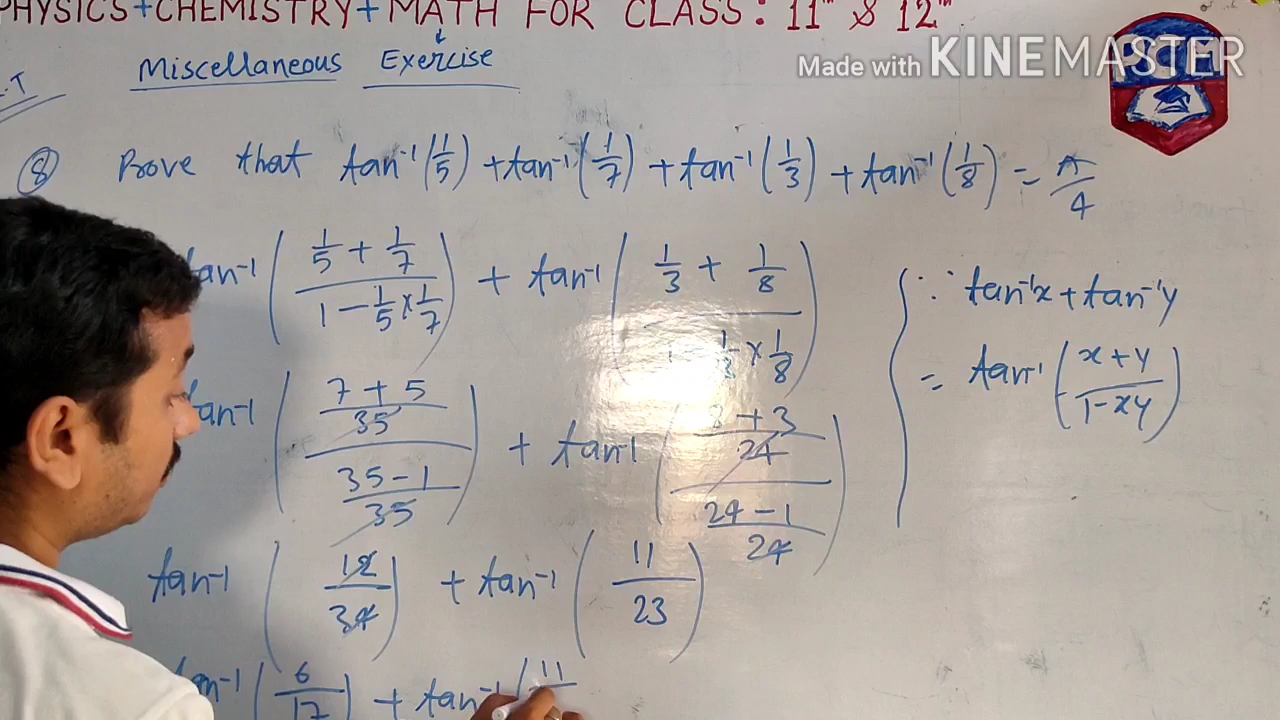 PHYSICS+CHEMISTRY+MATH FOR CLASS: 11th & 12th
Made with KINEMASTER
Miscellaneous Exercise
(8) Prove that tan⁻¹(1/5) + tan⁻¹(1/7) + tan⁻¹(1/3) + tan⁻¹(1/8) = π/4
tan⁻¹((1/5 + 1/7)/(1 − 1/5 × 1/7)) + tan⁻¹((1/3 + 1/8)/(1 − 1/3 × 1/8))
tan⁻¹(((7 + 5)/35)/((35 − 1)/35)) + tan⁻¹(((8 + 3)/24)/((24 − 1)/24))
tan⁻¹(12/34) + tan⁻¹(11/23)
tan⁻¹(6/17) + tan⁻¹(11
∵ tan⁻¹x + tan⁻¹y
= tan⁻¹((x + y)/(1 − xy))